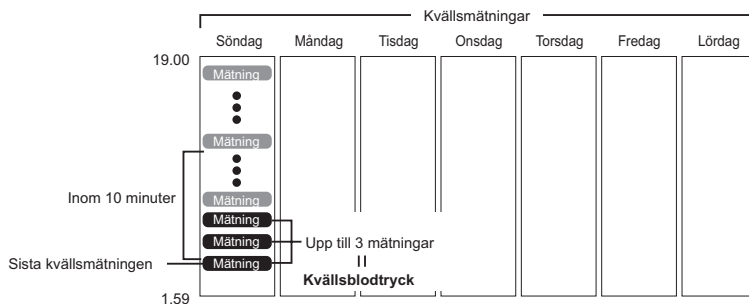 Kvällsmätningar
Söndag Måndag Tisdag Onsdag Torsdag Fredag Lördag
19.00
Mätning
Mätning
Inom 10 minuter
Mätning
Mätning
Mätning Upp till 3 mätningar
Sista kvällsmätningen Mätning
Kvällsblodtryck
1.59